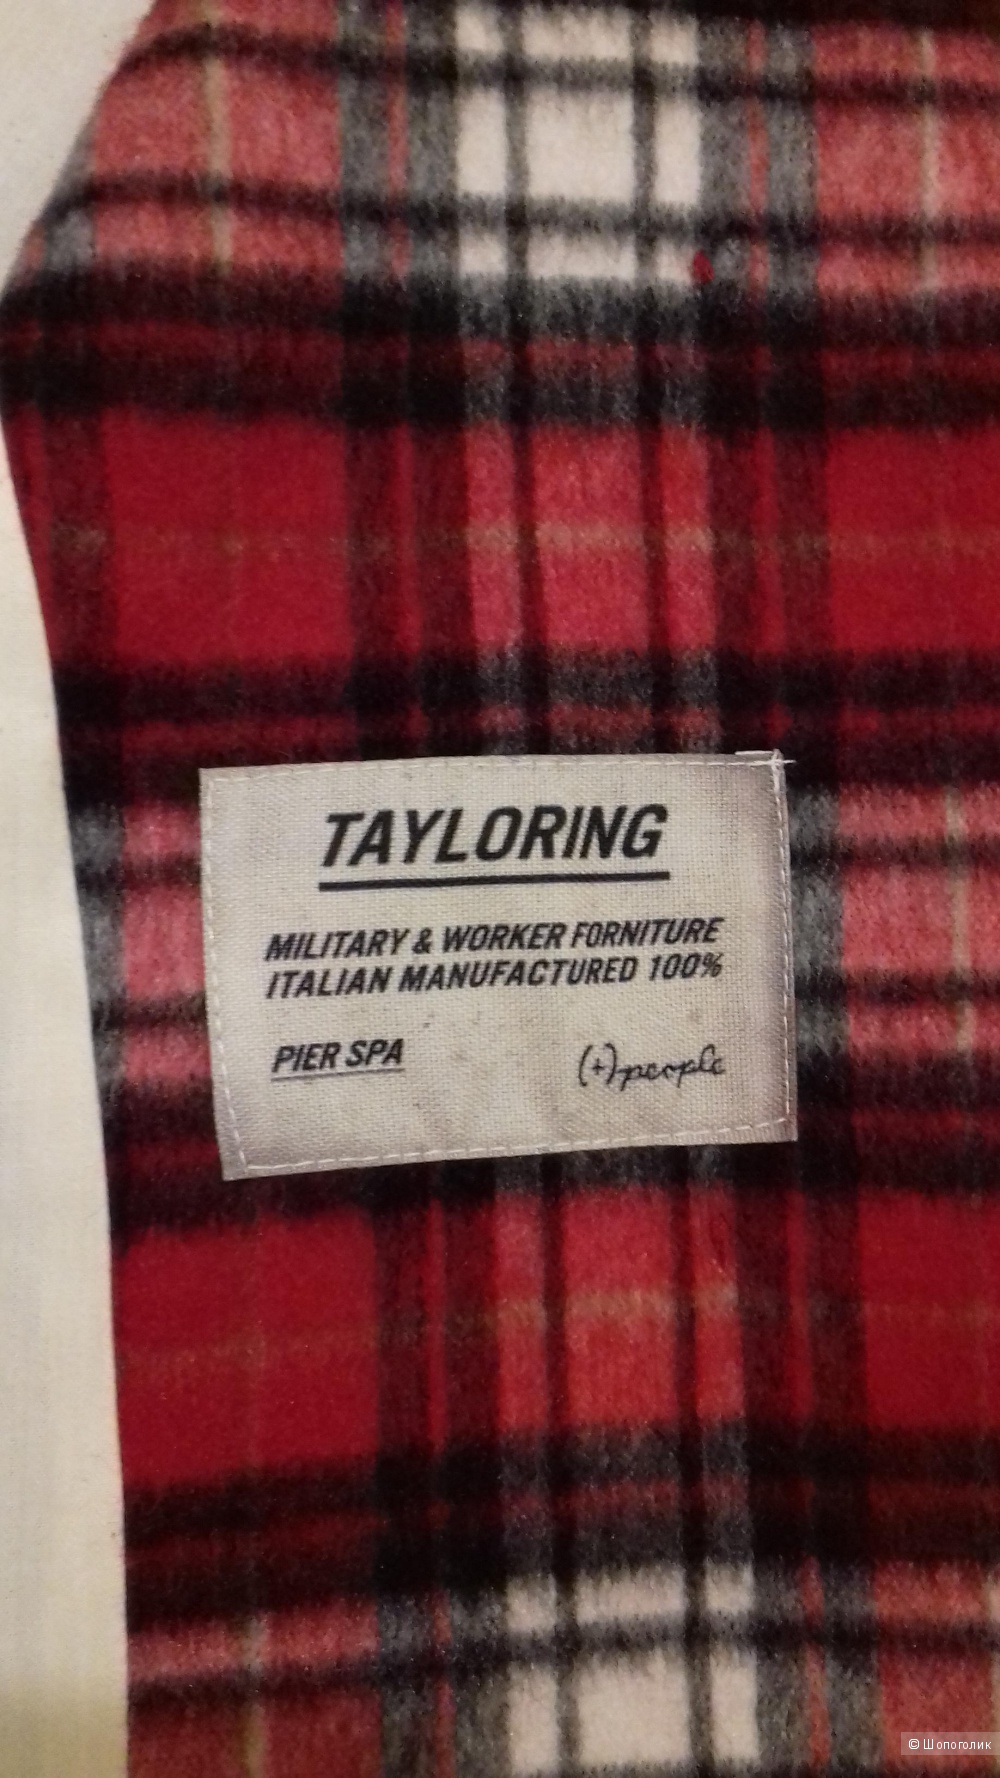 TAYLORING
MILITARY & WORKER FORNITURE
ITALIAN MANUFACTURED 100%
PIER SPA
(+) people
© Шопоголик